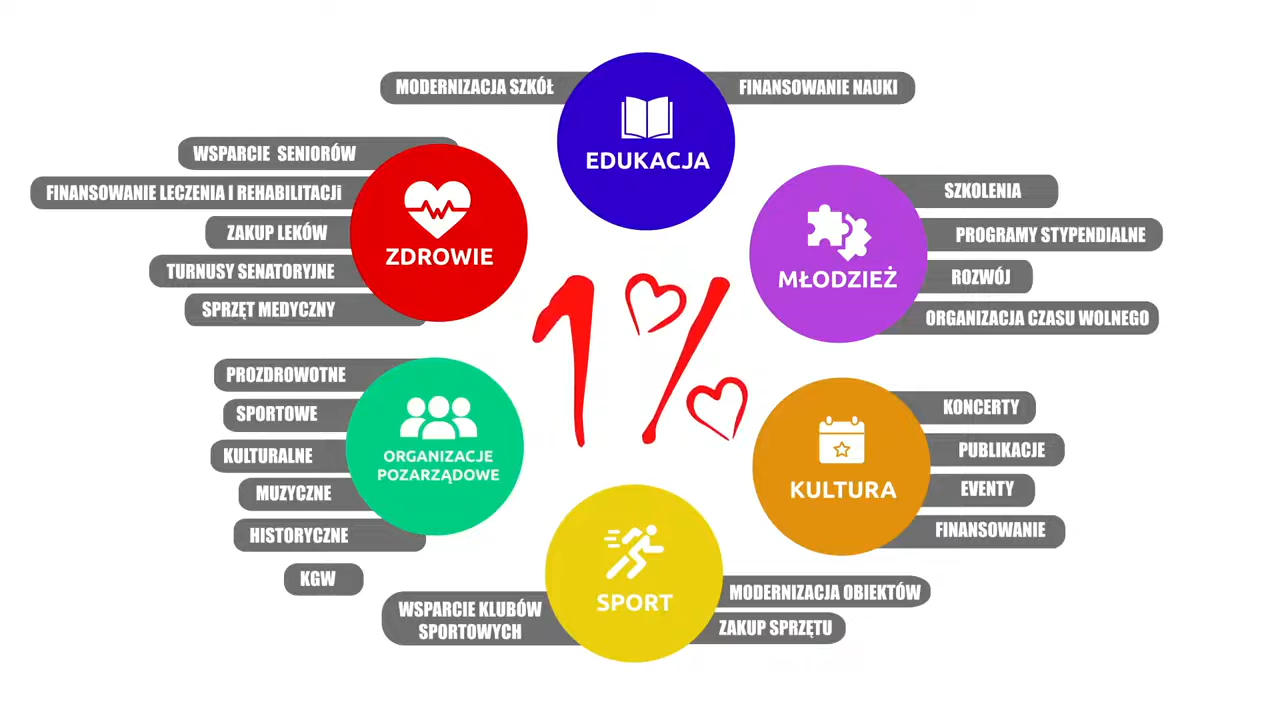 MODERNIZACJA SZKÓŁ
FINANSOWANIE NAUKI
EDUKACJA
WSPARCIE SENIORÓW
FINANSOWANIE LECZENIA I REHABILITACJi
ZAKUP LEKÓW
TURNUSY SENATORYJNE
SPRZĘT MEDYCZNY
ZDROWIE
SZKOLENIA
PROGRAMY STYPENDIALNE
ROZWÓJ
ORGANIZACJA CZASU WOLNEGO
MŁODZIEŻ
1%
PROZDROWOTNE
SPORTOWE
KULTURALNE
MUZYCZNE
HISTORYCZNE
KGW
ORGANIZACJE
POZARZĄDOWE
KONCERTY
PUBLIKACJE
EVENTY
FINANSOWANIE
KULTURA
WSPARCIE KLUBÓW
SPORTOWYCH
SPORT
MODERNIZACJA OBIEKTÓW
ZAKUP SPRZĘTU